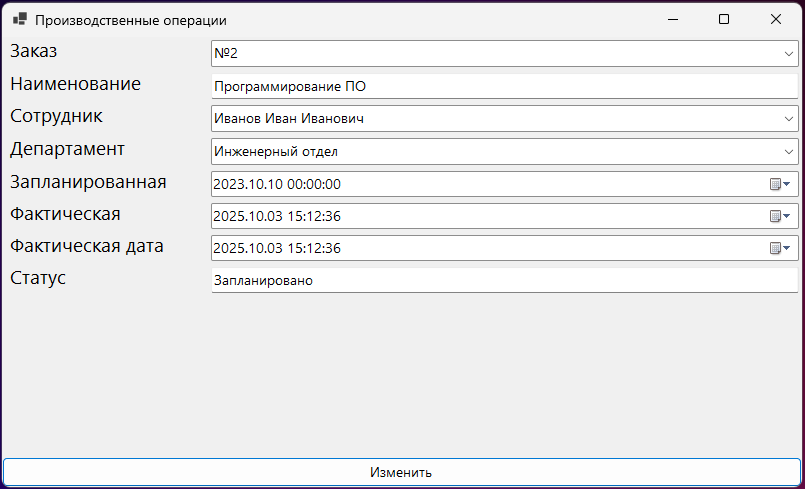 Производственные операции
Заказ №2
Наименование Программирование ПО
Сотрудник Иванов Иван Иванович
Департамент Инженерный отдел
Запланированная 2023.10.10 00:00:00
Фактическая 2025.10.03 15:12:36
Фактическая дата 2025.10.03 15:12:36
Статус Запланировано
Изменить